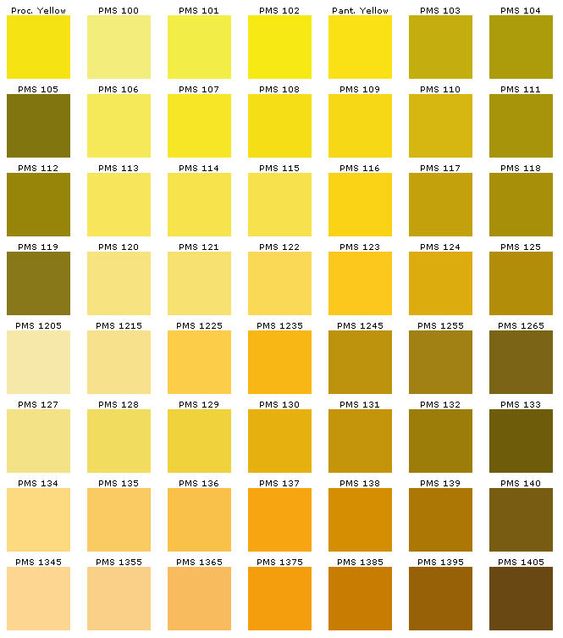 Proc. Yellow PMS 100 PMS 101 PMS 102 Pant. Yellow PMS 103 PMS 104
PMS 105 PMS 106 PMS 107 PMS 108 PMS 109 PMS 110 PMS 111
PMS 112 PMS 113 PMS 114 PMS 115 PMS 116 PMS 117 PMS 118
PMS 119 PMS 120 PMS 121 PMS 122 PMS 123 PMS 124 PMS 125
PMS 1205 PMS 1215 PMS 1225 PMS 1235 PMS 1245 PMS 1255 PMS 1265
PMS 127 PMS 128 PMS 129 PMS 130 PMS 131 PMS 132 PMS 133
PMS 134 PMS 135 PMS 136 PMS 137 PMS 138 PMS 139 PMS 140
PMS 1345 PMS 1355 PMS 1365 PMS 1375 PMS 1385 PMS 1395 PMS 1405